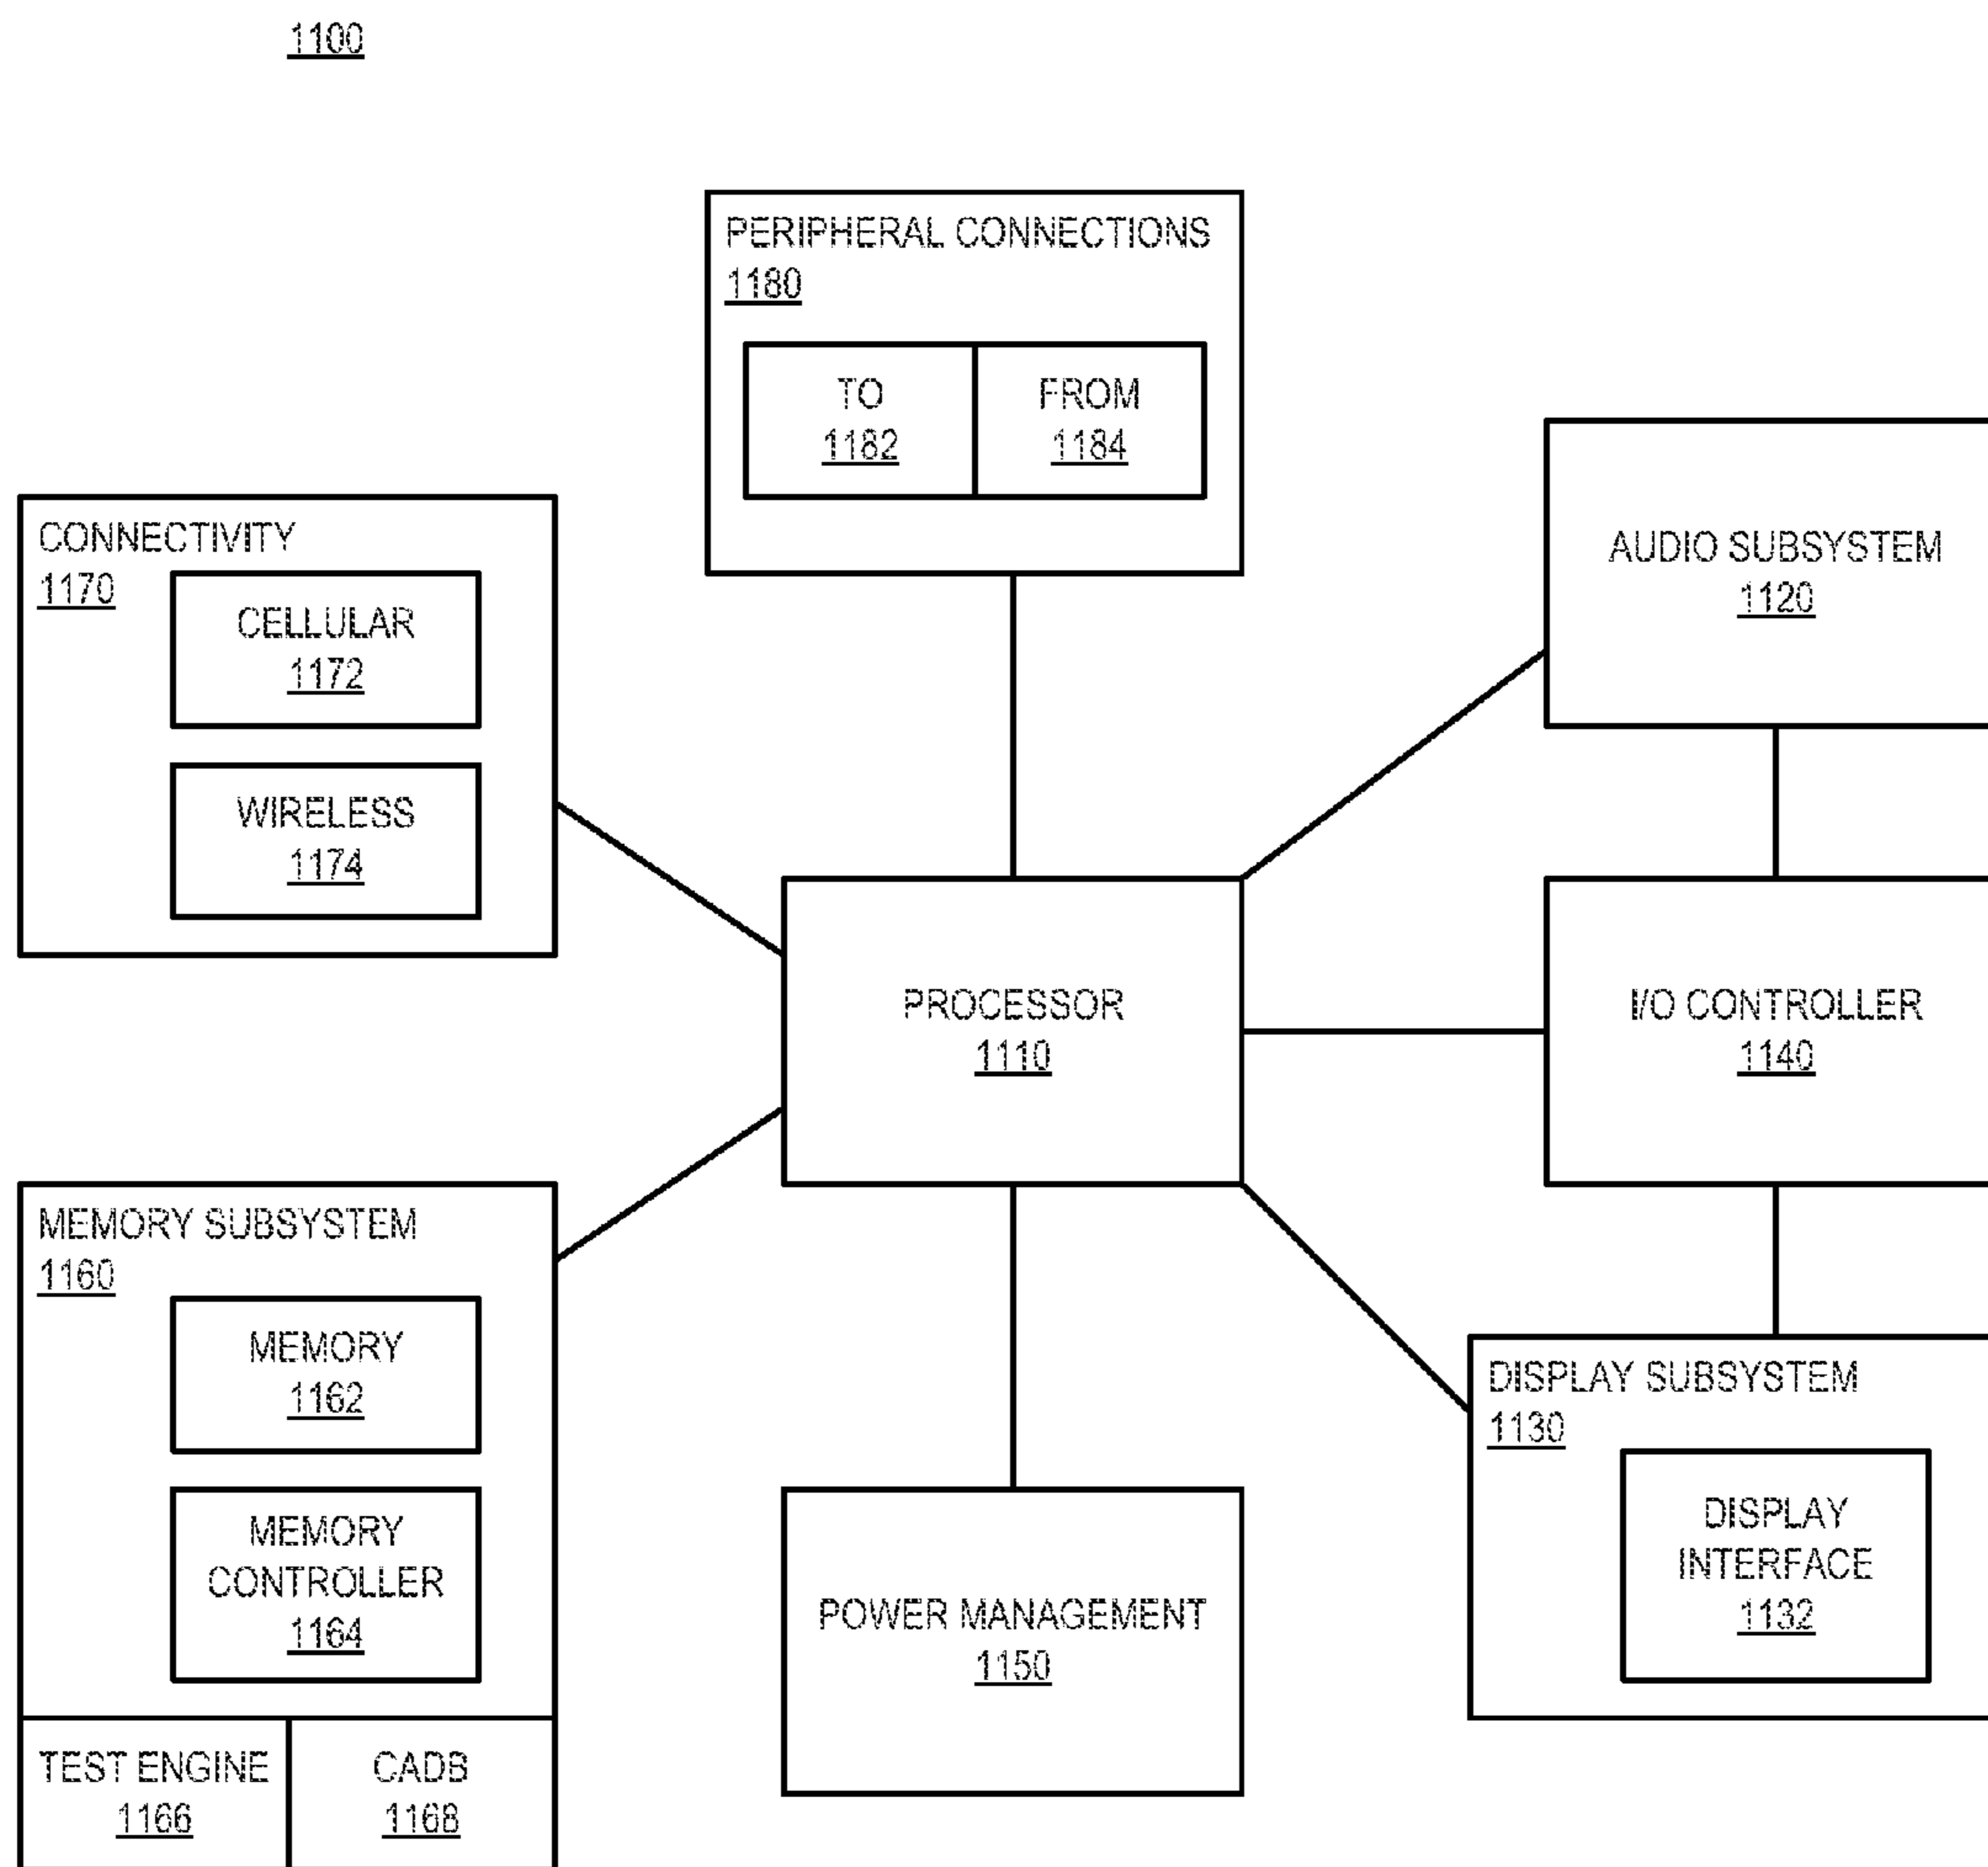 1100
PERIPHERAL CONNECTIONS
1180
TO
1182
FROM
1184
AUDIO SUBSYSTEM
1120
CONNECTIVITY
1170
CELLULAR
1172
WIRELESS
1174
PROCESSOR
1110
I/O CONTROLLER
1140
MEMORY SUBSYSTEM
1160
MEMORY
1162
MEMORY
CONTROLLER
1164
TEST ENGINE
1166
CADB
1168
POWER MANAGEMENT
1150
DISPLAY SUBSYSTEM
1130
DISPLAY
INTERFACE
1132